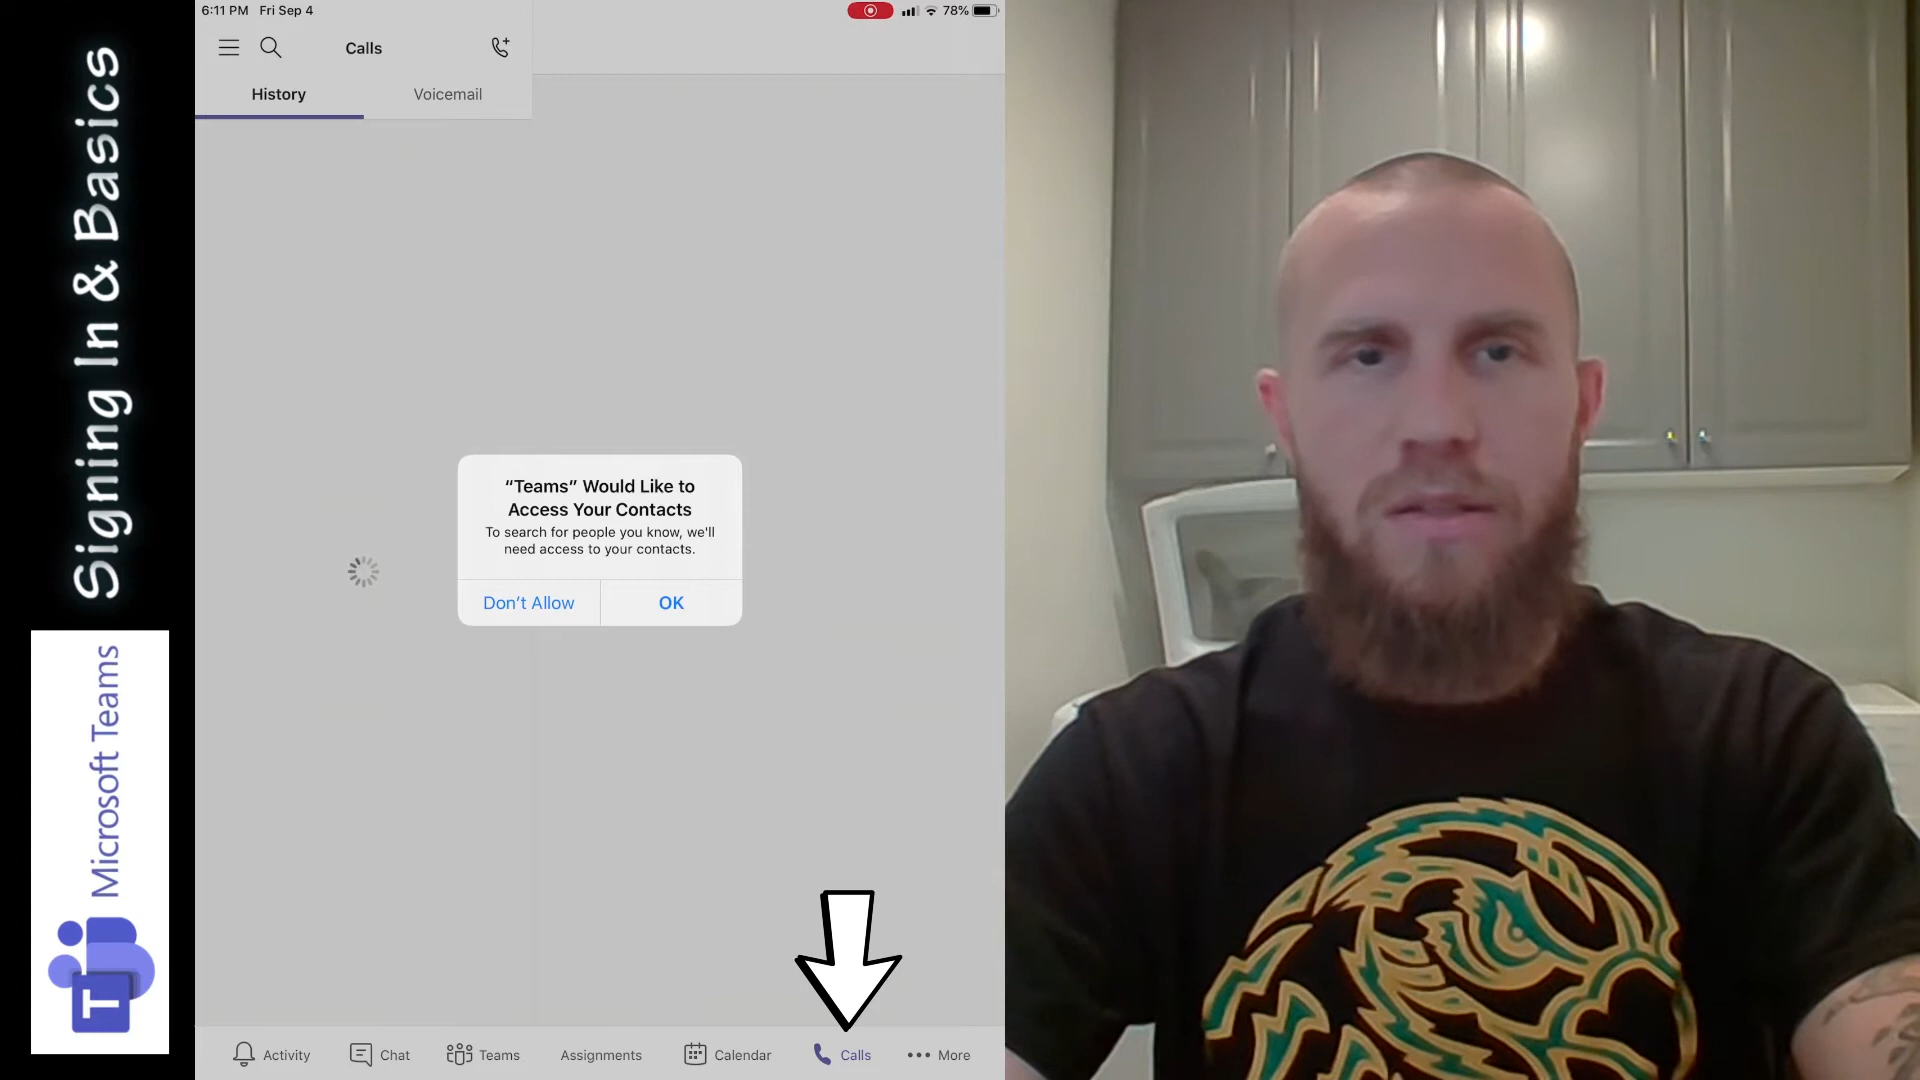 Signing In & Basics
Microsoft Teams
T
6:11 PM Fri Sep 4
78%
Calls
History Voicemail
“Teams” Would Like to
Access Your Contacts
To search for people you know, we'll
need access to your contacts.
Don’t Allow OK
Activity Chat Teams Assignments Calendar Calls More